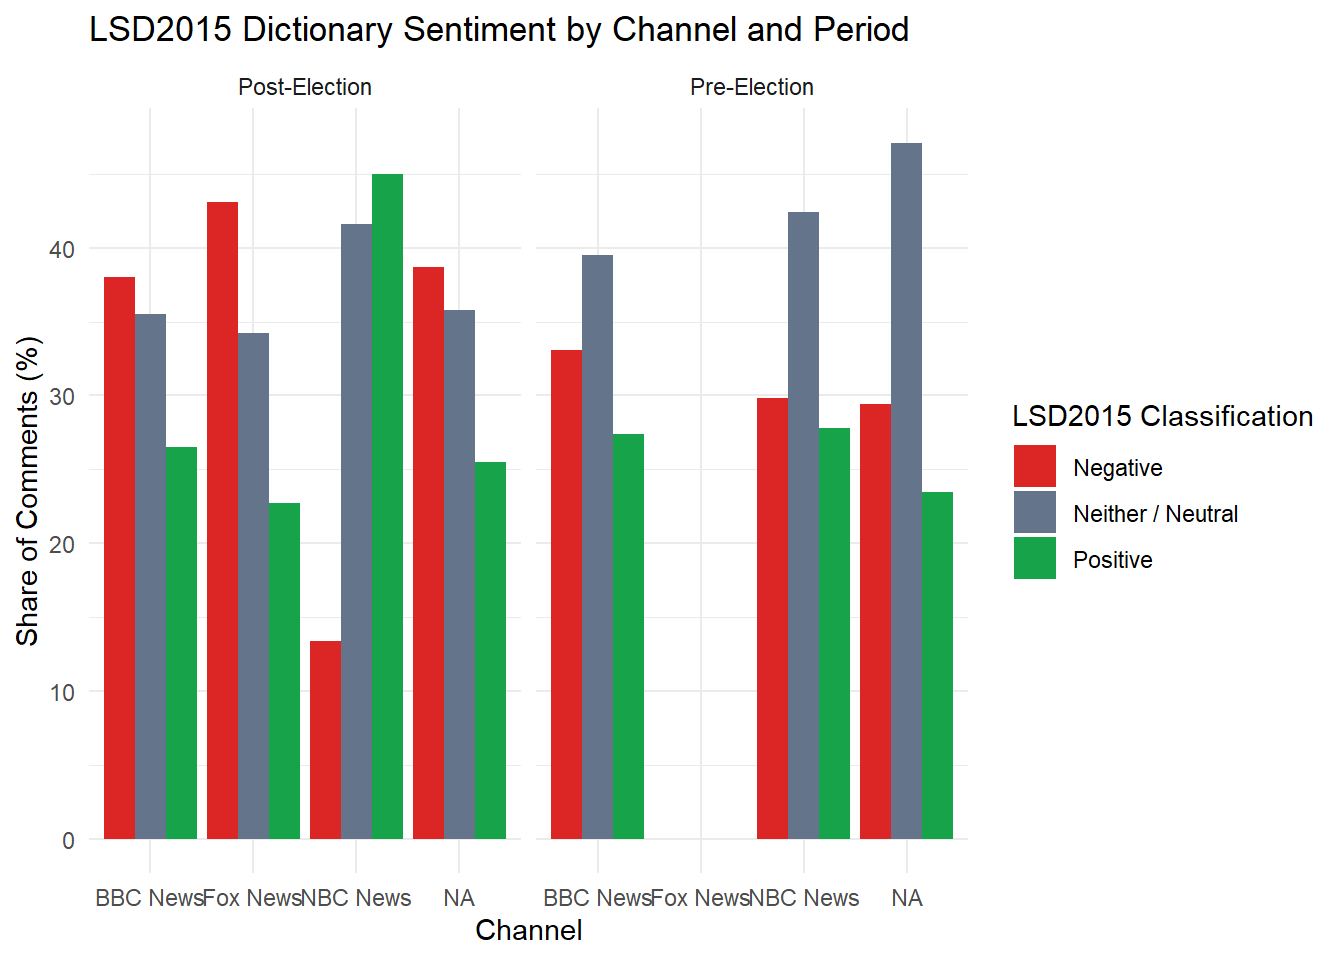 LSD2015 Dictionary Sentiment by Channel and Period
Post-Election
Pre-Election
Share of Comments (%)
40
30
20
10
0
BBC News
Fox News
NBC News
NA
BBC News
Fox News
NBC News
NA
Channel
LSD2015 Classification
Negative
Neither / Neutral
Positive